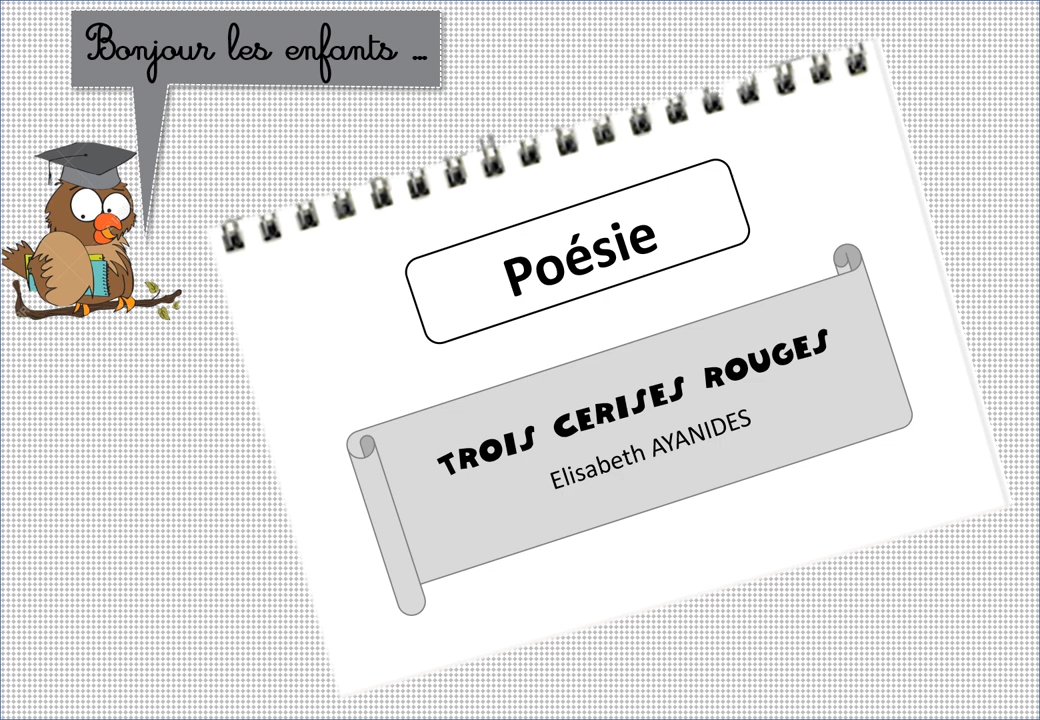 Bonjour les enfants ...
Poésie
TROIS CERISES ROUGES
Elisabeth AYANIDES